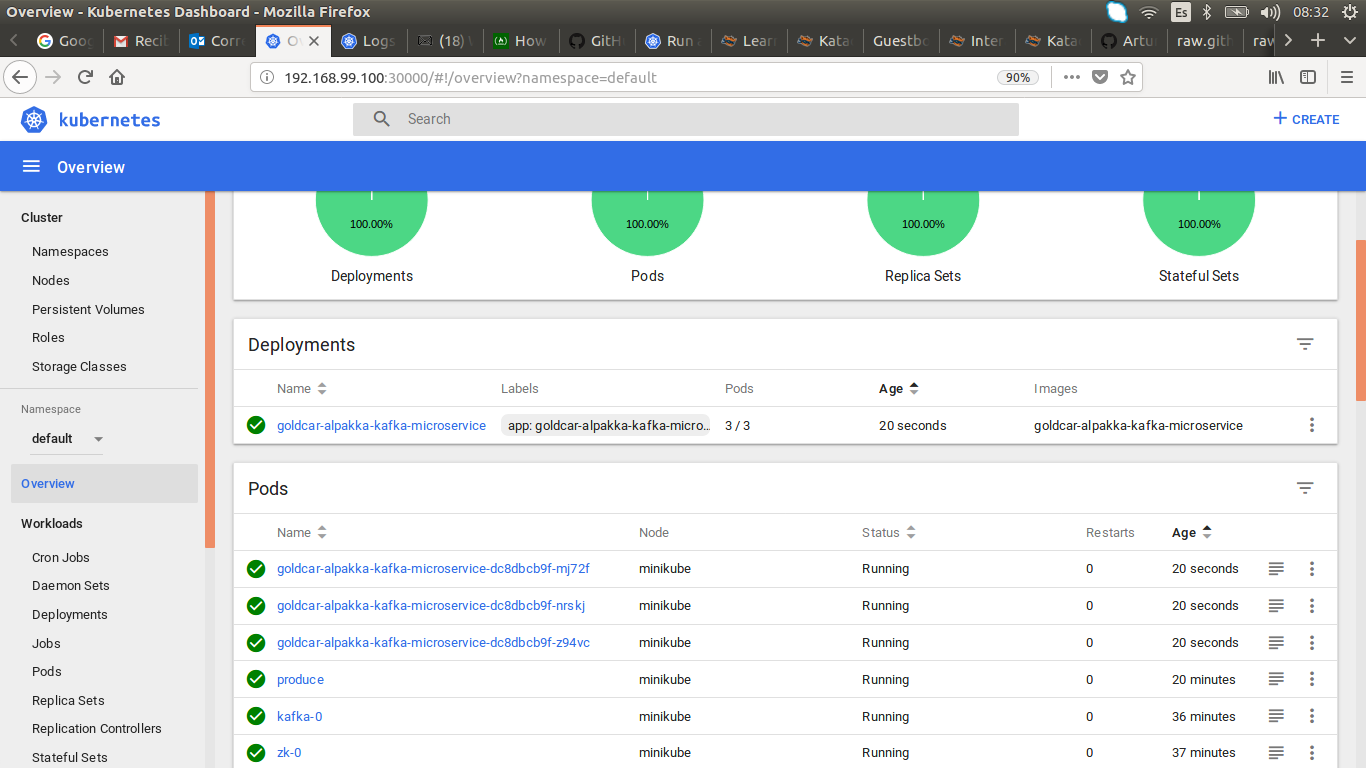 Overview - Kubernetes Dashboard - Mozilla Firefox Es 08:32
Goog Recib Corre Ov Logs (18) How GitHu Run Learn Kata Guestbo Inter Kata Artu raw.gith raw
192.168.99.100:30000/#!/overview?namespace=default 90%
kubernetes Search + CREATE
Overview
Cluster
Namespaces
Nodes
Persistent Volumes
Roles
Storage Classes
Namespace
default
Overview
Workloads
Cron Jobs
Daemon Sets
Deployments
Jobs
Pods
Replica Sets
Replication Controllers
Stateful Sets
100.00% 100.00% 100.00% 100.00%
Deployments Pods Replica Sets Stateful Sets
Deployments
Name Labels Pods Age Images
goldcar-alpakka-kafka-microservice app: goldcar-alpakka-kafka-micro... 3 / 3 20 seconds goldcar-alpakka-kafka-microservice
Pods
Name Node Status Restarts Age
goldcar-alpakka-kafka-microservice-dc8dbcb9f-mj72f minikube Running 0 20 seconds
goldcar-alpakka-kafka-microservice-dc8dbcb9f-nrskj minikube Running 0 20 seconds
goldcar-alpakka-kafka-microservice-dc8dbcb9f-z94vc minikube Running 0 20 seconds
produce minikube Running 0 20 minutes
kafka-0 minikube Running 0 36 minutes
zk-0 minikube Running 0 37 minutes